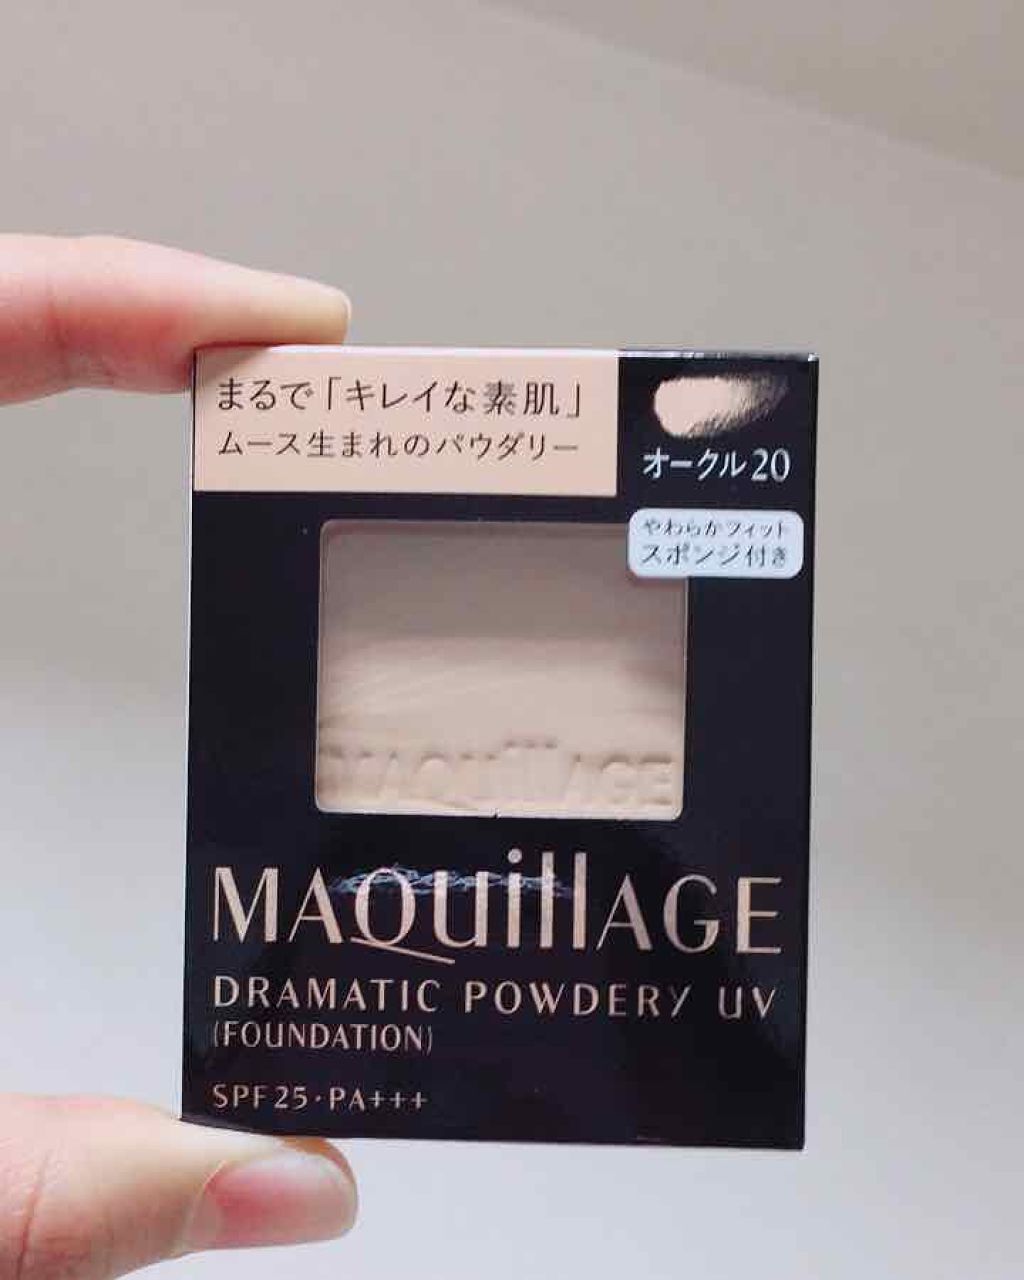 まるで「キレイな素肌」
ムース生まれのパウダリー
オークル20
やわらかフィット
スポンジ付き
MAQuillAGE
MAQuillAGE
DRAMATIC POWDERY UV
(FOUNDATION)
SPF25・PA+++